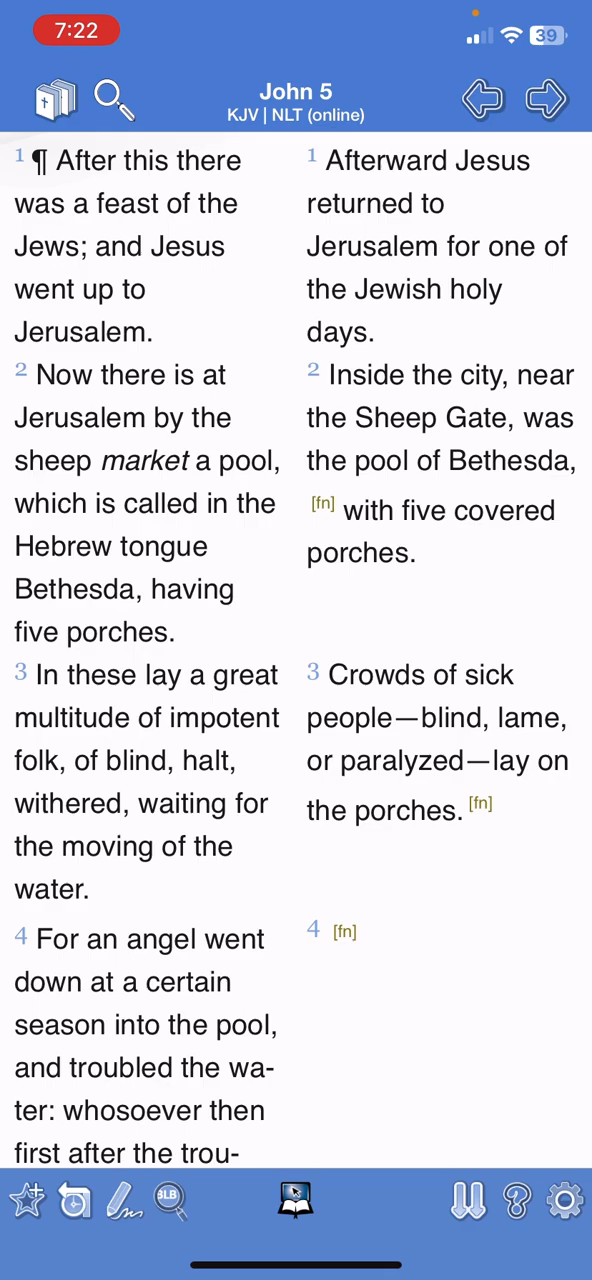 7:22
39
John 5
KJV | NLT (online)
1 ¶ After this there
was a feast of the
Jews; and Jesus
went up to
Jerusalem.
2 Now there is at
Jerusalem by the
sheep market a pool,
which is called in the
Hebrew tongue
Bethesda, having
five porches.
3 In these lay a great
multitude of impotent
folk, of blind, halt,
withered, waiting for
the moving of the
water.
4 For an angel went
down at a certain
season into the pool,
and troubled the wa-
ter: whosoever then
first after the trou-
1 Afterward Jesus
returned to
Jerusalem for one of
the Jewish holy
days.
2 Inside the city, near
the Sheep Gate, was
the pool of Bethesda,
[fn] with five covered
porches.
3 Crowds of sick
people—blind, lame,
or paralyzed—lay on
the porches. [fn]
4 [fn]
BLB